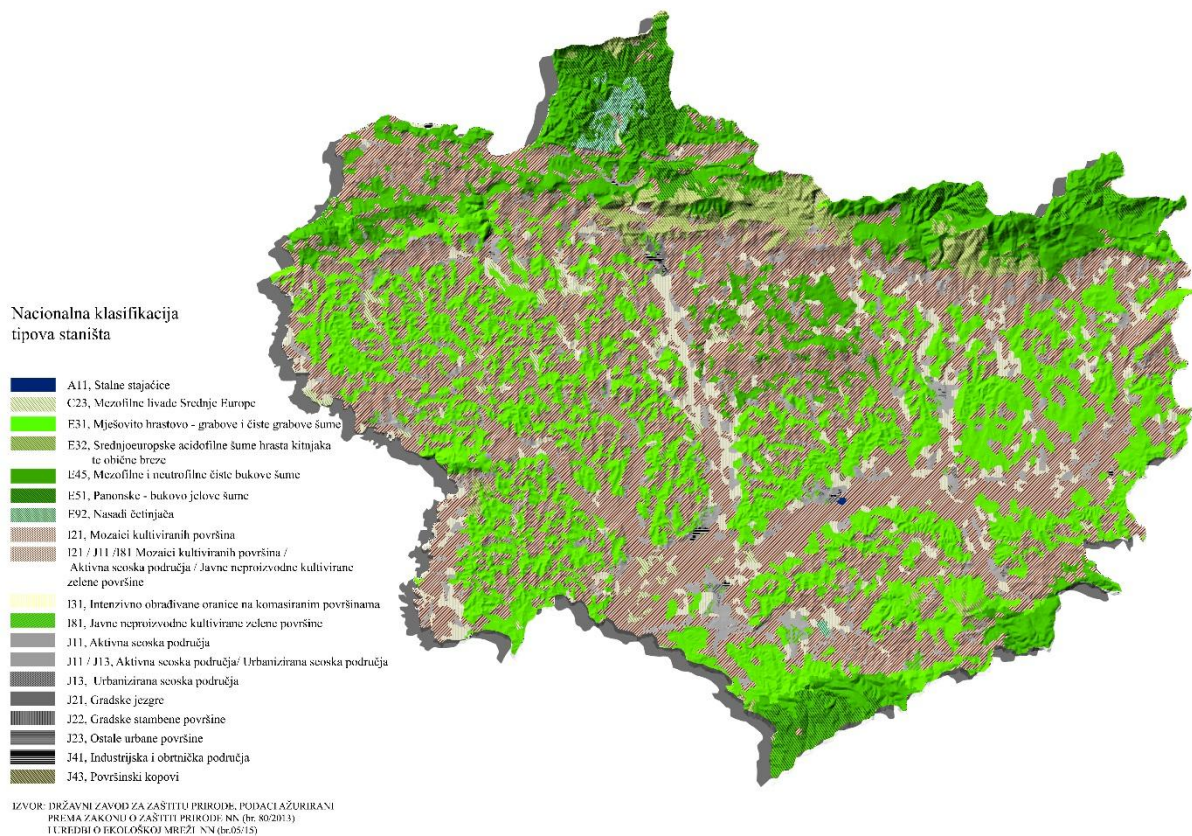 Nacionalna klasifikacija
tipova staništa
A11, Stalne stajaćice
C23, Mezofilne livade Srednje Europe
E31, Mješovito hrastovo - grabove i čiste grabove šume
E32, Srednjoeuropske acidofilne šume hrasta kitnjaka
te obične breze
E45, Mezofilne i neutrofilne čiste bukove šume
E51, Panonske - bukovo jelove šume
E92, Nasadi četinjača
I21, Mozaici kultiviranih površina
I21 / J11 /I81 Mozaici kultiviranih površina /
Aktivna seoska područja / Javne neproizvodne kultivirane
zelene površine
I31, Intenzivno obrađivane oranice na komasiranim površinama
I81, Javne neproizvodne kultivirane zelene površine
J11, Aktivna seoska područja
J11 / J13, Aktivna seoska područja/ Urbanizirana seoska područja
J13, Urbanizirana seoska područja
J21, Gradske jezgre
J22, Gradske stambene površine
J23, Ostale urbane površine
J41, Industrijska i obrtnička područja
J43, Površinski kopovi
IZVOR: DRŽAVNI ZAVOD ZA ZAŠTITU PRIRODE, PODACI AŽURIRANI
PREMA ZAKONU O ZAŠTITI PRIRODE NN (br. 80/2013)
I UREDBI O EKOLOŠKOJ MREŽI NN (br.05/15)